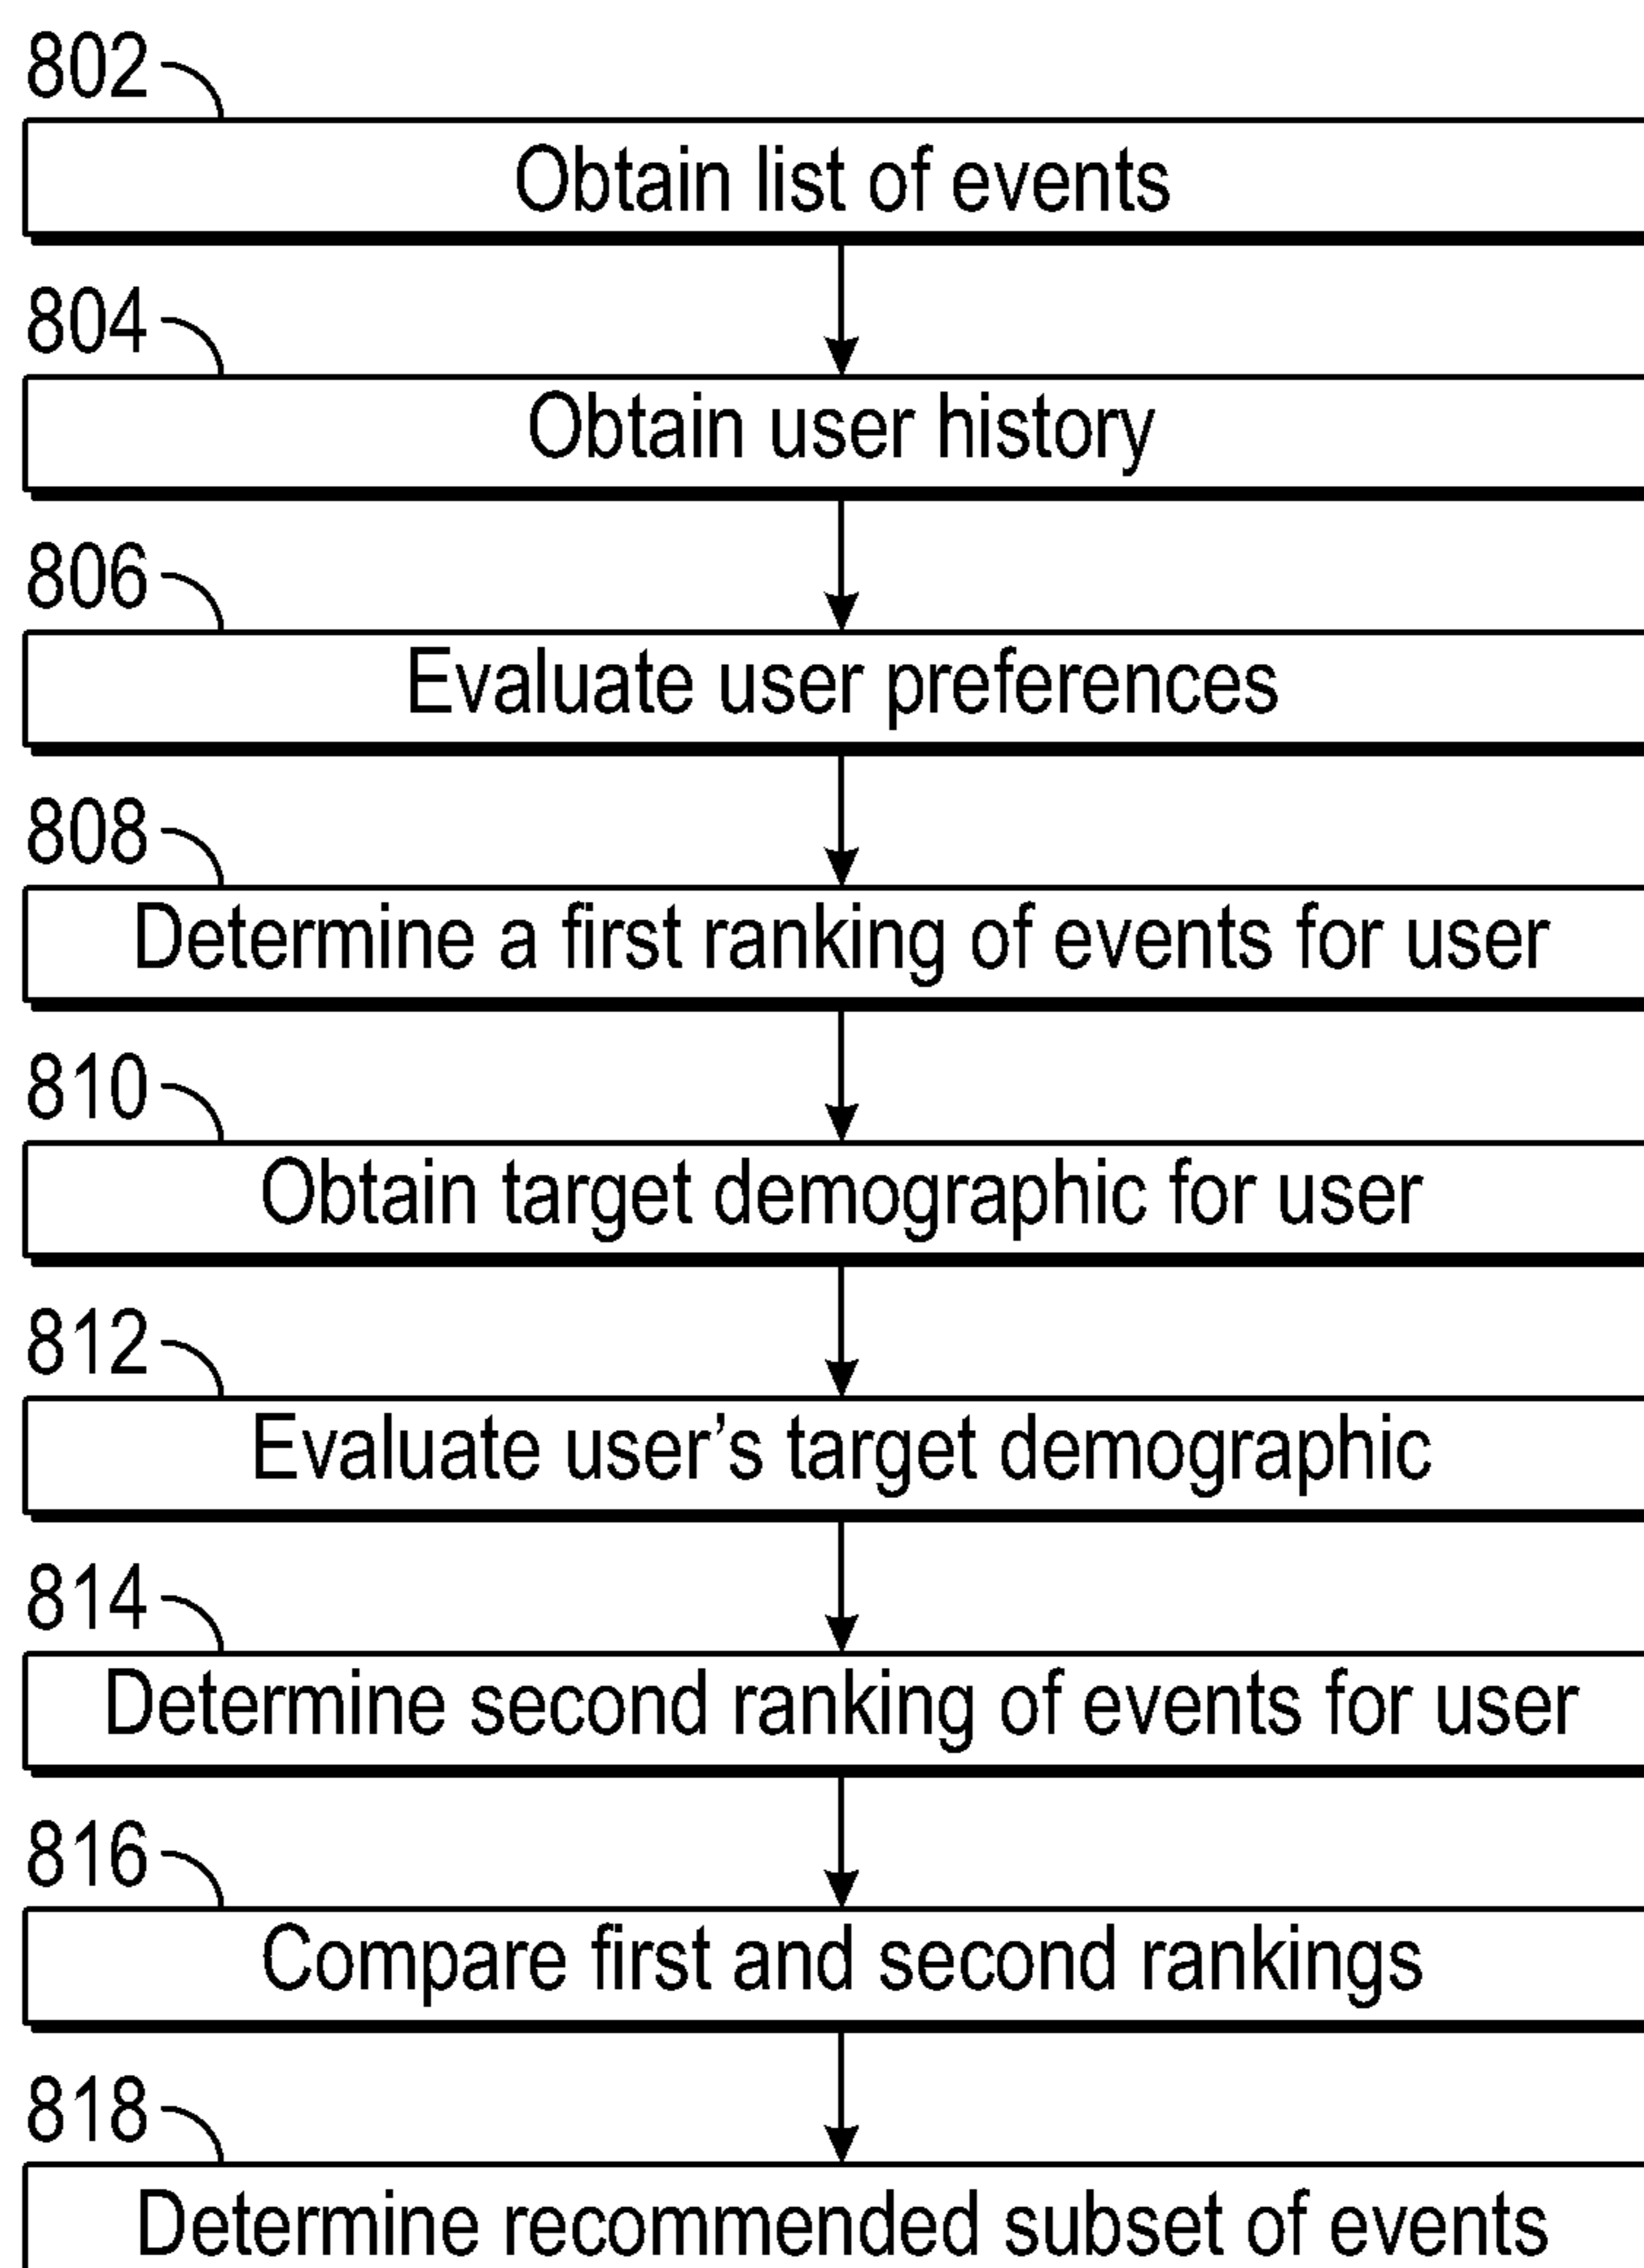 802
Obtain list of events
804
Obtain user history
806
Evaluate user preferences
808
Determine a first ranking of events for user
810
Obtain target demographic for user
812
Evaluate user's target demographic
814
Determine second ranking of events for user
816
Compare first and second rankings
818
Determine recommended subset of events